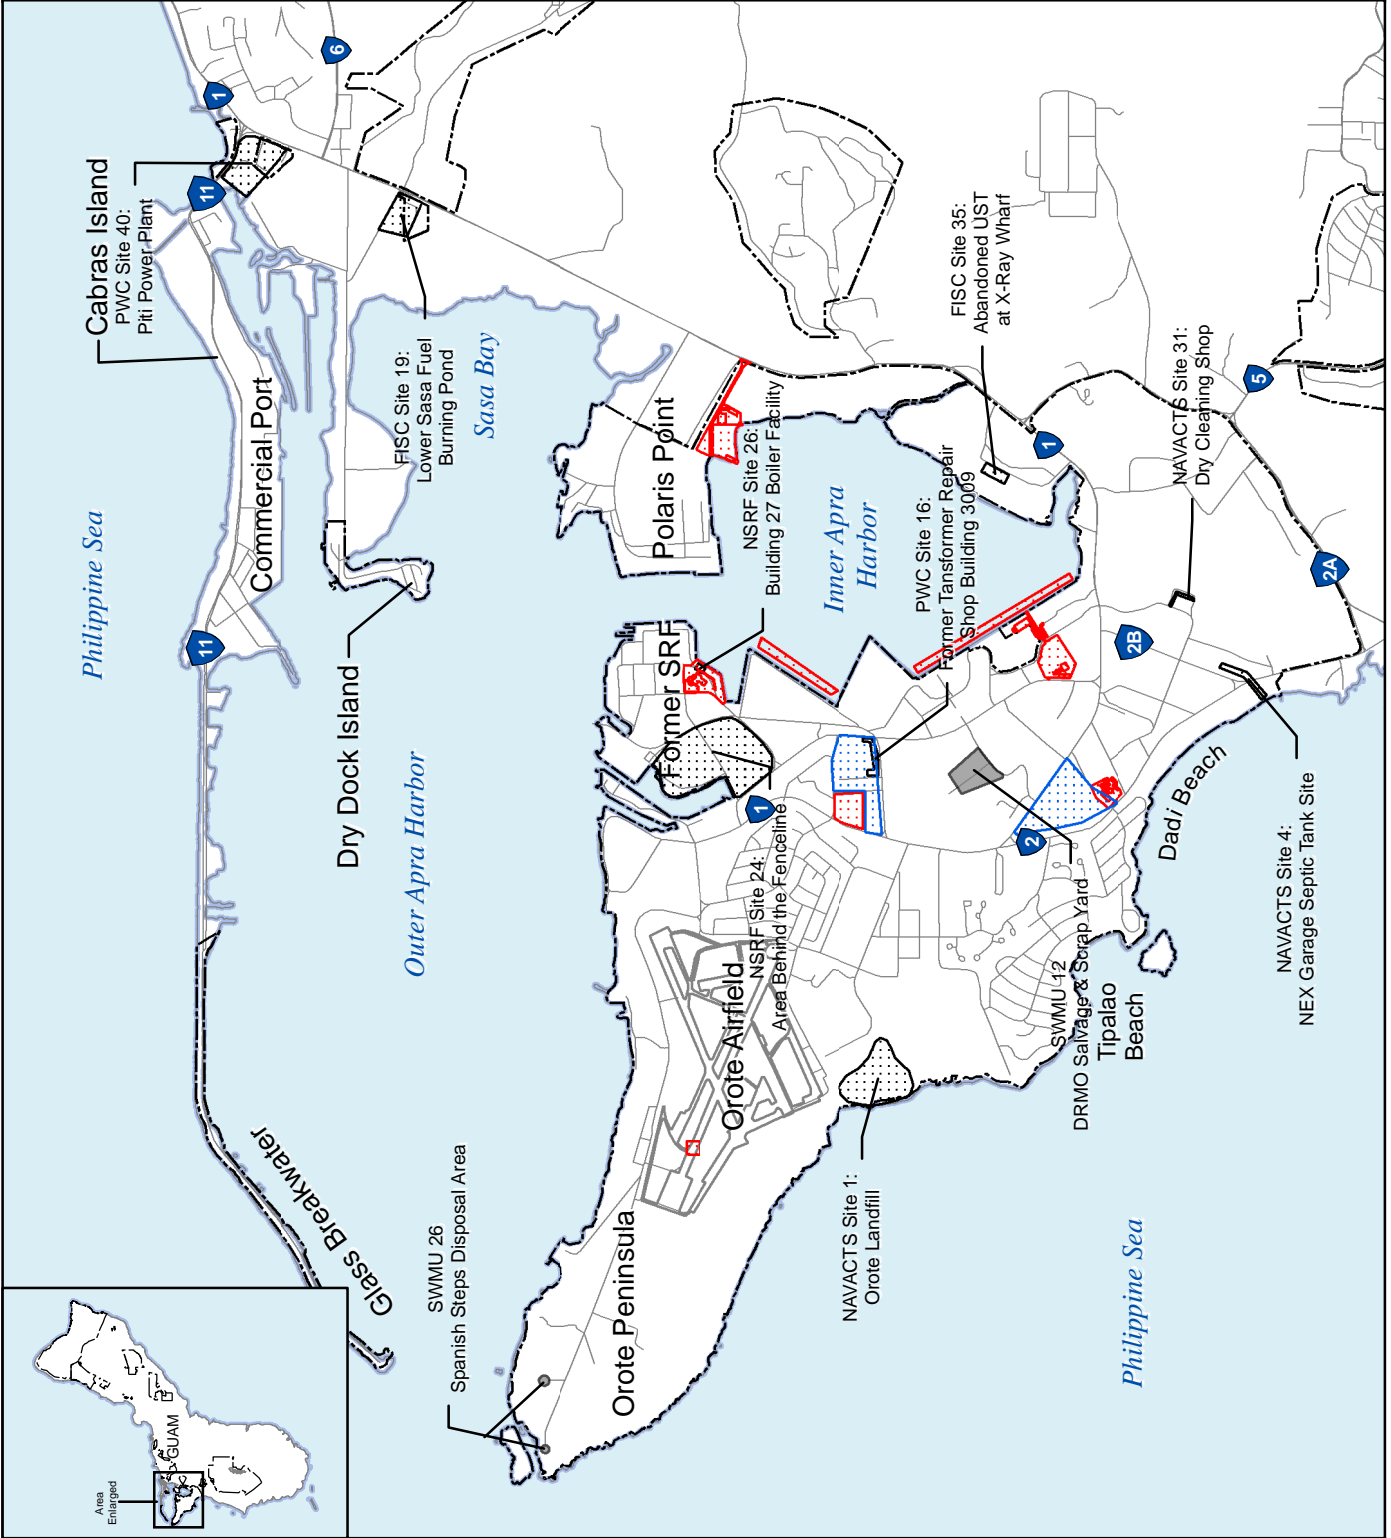 Area
Enlarged
GUAM
Philippine Sea
Glass Breakwater
11
Cabras Island
PWC Site 40:
Piti Power Plant
11
1
6
Commercial Port
Dry Dock Island
Outer Apra Harbor
FISC Site 19:
Lower Sasa Fuel
Burning Pond
Sasa Bay
SWMU 26
Spanish Steps Disposal Area
Orote Peninsula
Orote Airfield
NSRF Site 24:
Area Behind the Fenceline
1
Former SRF
Polaris Point
NSRF Site 26:
Building 27 Boiler Facility
Inner Apra
Harbor
PWC Site 16:
Former Tansformer Repair
Shop Building 3009
FISC Site 35:
Abandoned UST
at X-Ray Wharf
1
NAVACTS Site 1:
Orote Landfill
SWMU 12
DRMO Salvage & Scrap Yard
2
Tipalao
Beach
Dadi Beach
2B
NAVACTS Site 31:
Dry Cleaning Shop
5
2A
NAVACTS Site 4:
NEX Garage Septic Tank Site
Philippine Sea